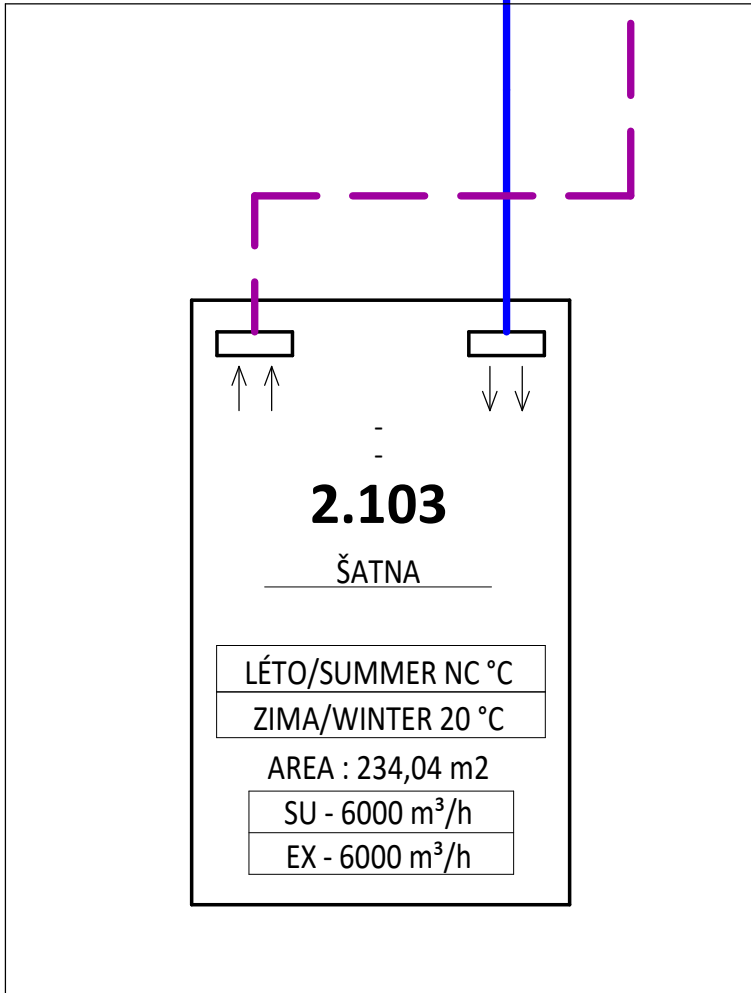 -
-
2.103
ŠATNA
LÉTO/SUMMER NC °C
ZIMA/WINTER 20 °C
AREA : 234,04 m2
SU - 6000 m³/h
EX - 6000 m³/h